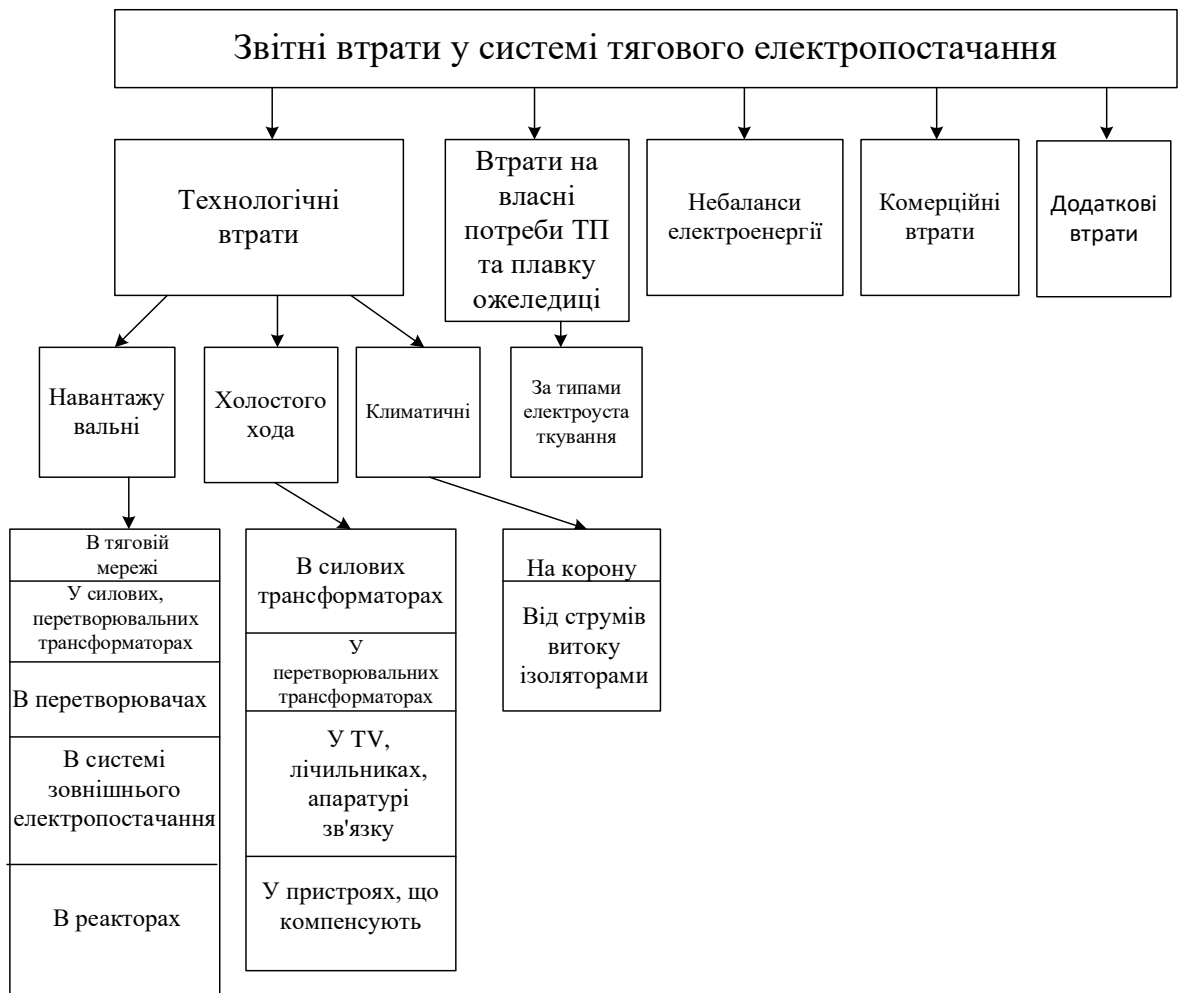 Звітні втрати у системі тягового електропостачання
Технологічні
втрати
Втрати на
власні
потреби ТП
та плавку
ожеледиці
Небаланси
електроенергії
Комерційні
втрати
Додаткові
втрати
Навантажу
вальні
Холостого
хода
Климатичні
За типами
електроуста
ткування
В тяговій
мережі
У силових,
перетворювальних
трансформаторах
В перетворювачах
В системі
зовнішнього
електропостачання
В реакторах
В силових
трансформаторах
У
перетворювальних
трансформаторах
У TV,
лічильниках,
апаратурі
зв'язку
У пристроях, що
компенсують
На корону
Від струмів
витоку
ізоляторами